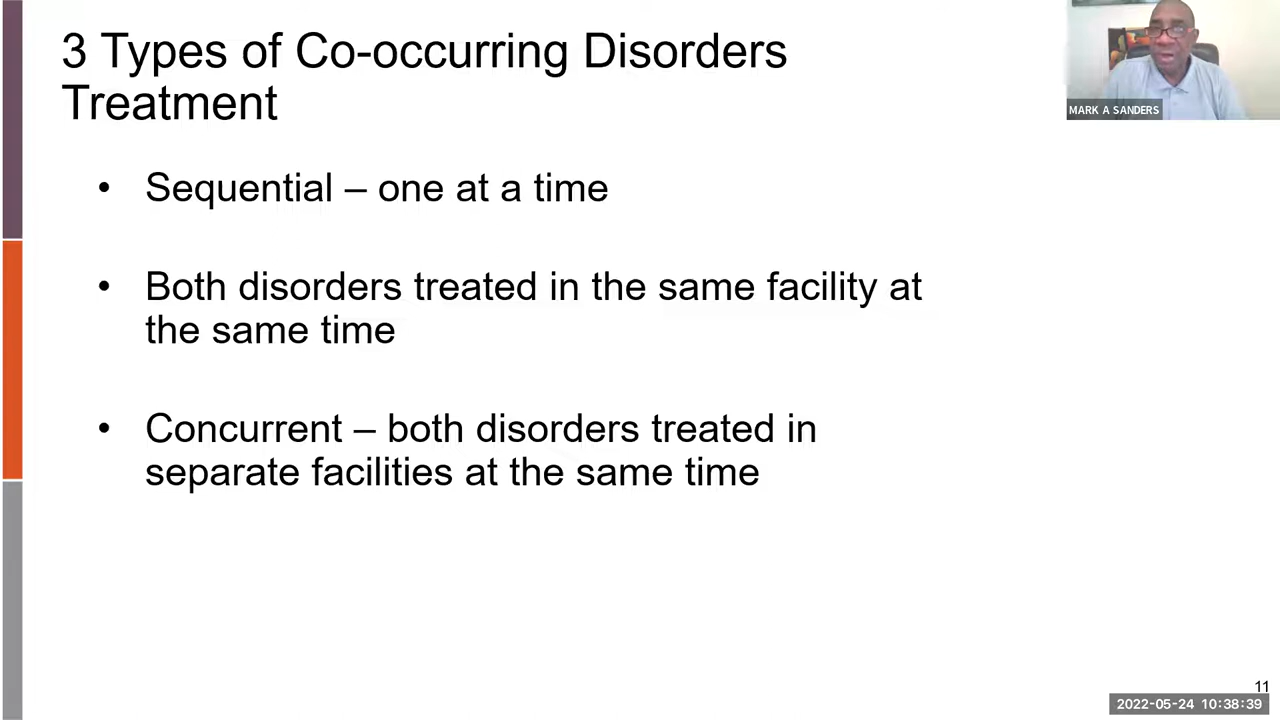 3 Types of Co-occurring Disorders
Treatment
MARK A SANDERS
• Sequential – one at a time
• Both disorders treated in the same facility at
the same time
• Concurrent – both disorders treated in
separate facilities at the same time
11
2022-05-24 10:38:39